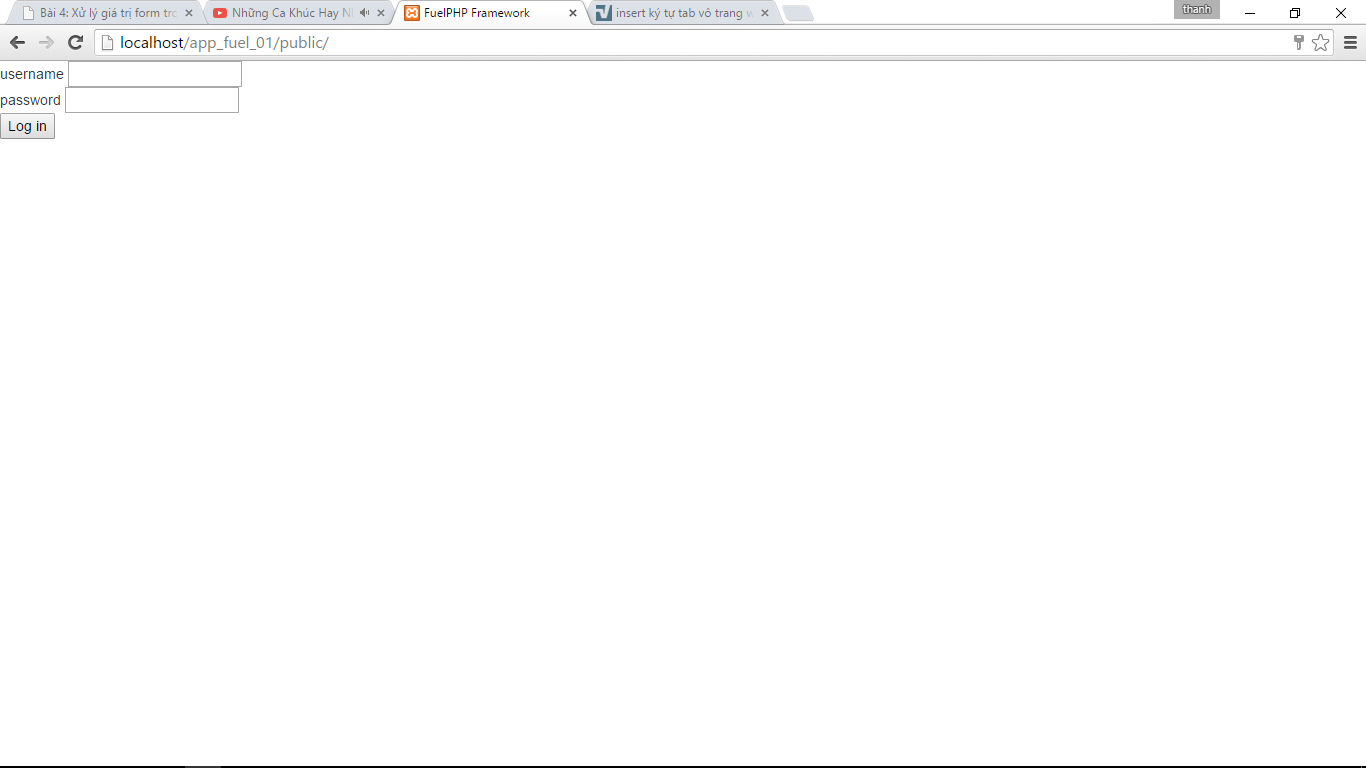 Bài 4: Xử lý giá trị form tro
Những Ca Khúc Hay N
FuelPHP Framework
insert ký tự tab vô trang w
thanh
localhost/app_fuel_01/public/
username
password
Log in